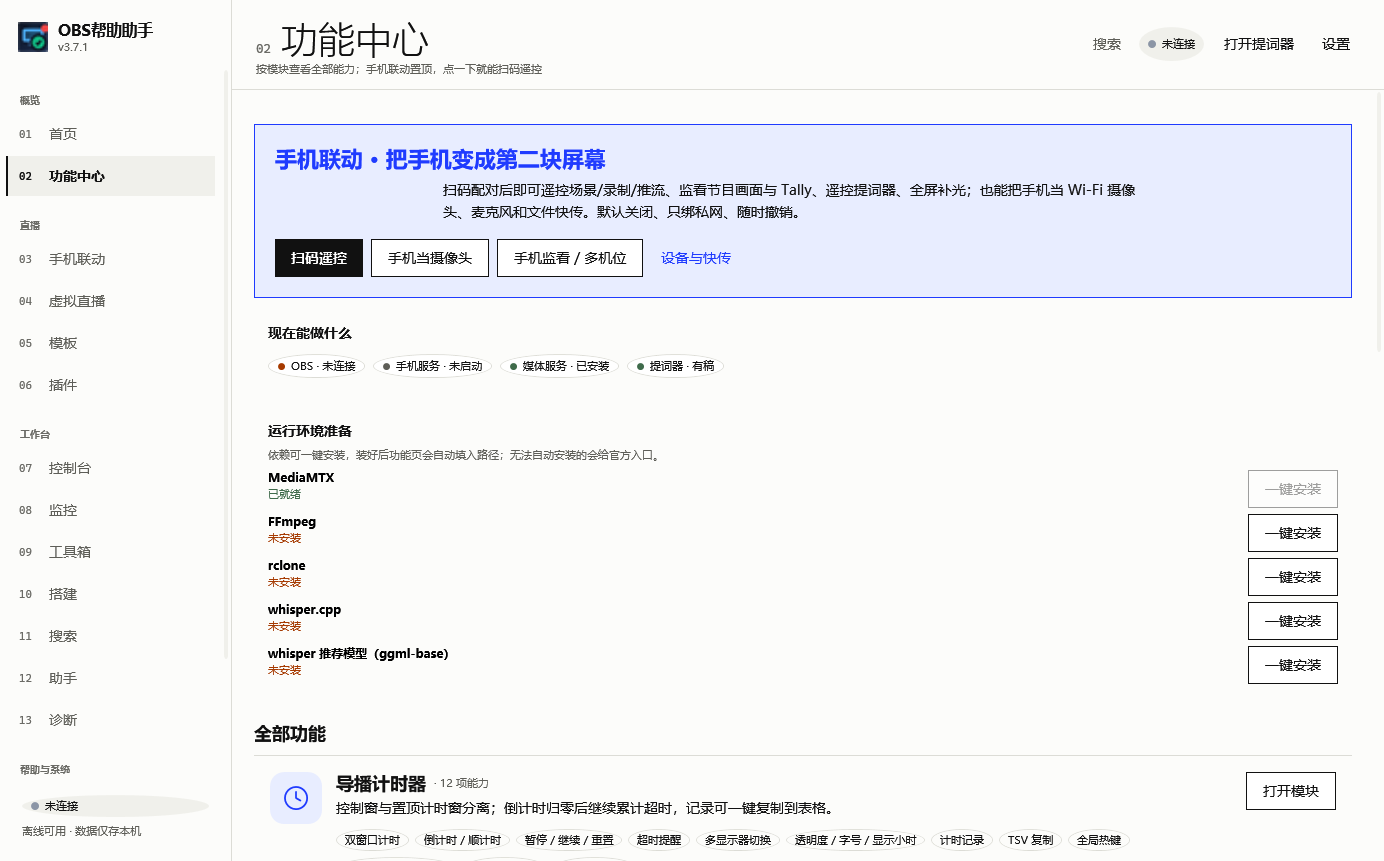 OBS帮助助手
v3.7.1
概览
01 首页
02 功能中心
直播
03 手机联动
04 虚拟直播
05 模板
06 插件
工作台
07 控制台
08 监控
09 工具箱
10 搭建
11 搜索
12 助手
13 诊断
帮助与系统
未连接
离线可用 · 数据仅存本机
02 功能中心
按模块查看全部能力；手机联动置顶，点一下就能扫码遥控
搜索 未连接 打开提词器 设置
手机联动 · 把手机变成第二块屏幕
扫码配对后即可遥控场景/录制/推流、监看节目画面与 Tally、遥控提词器、全屏补光；也能把手机当 Wi-Fi 摄像
头、麦克风和文件快传。默认关闭、只绑私网、随时撤销。
扫码遥控 手机当摄像头 手机监看 / 多机位 设备与快传
现在能做什么
OBS · 未连接 手机服务 · 未启动 媒体服务 · 已安装 提词器 · 有稿
运行环境准备
依赖可一键安装，装好后功能页会自动填入路径；无法自动安装的会给官方入口。
MediaMTX
已就绪
一键安装
FFmpeg
未安装
一键安装
rclone
未安装
一键安装
whisper.cpp
未安装
一键安装
whisper 推荐模型（ggml-base）
未安装
一键安装
全部功能
导播计时器 · 12 项能力
控制窗与置顶计时窗分离；倒计时归零后继续累计超时，记录可一键复制到表格。
打开模块
双窗口计时 倒计时 / 顺计时 暂停 / 继续 / 重置 超时提醒 多显示器切换 透明度 / 字号 / 显示小时 计时记录 TSV 复制 全局热键